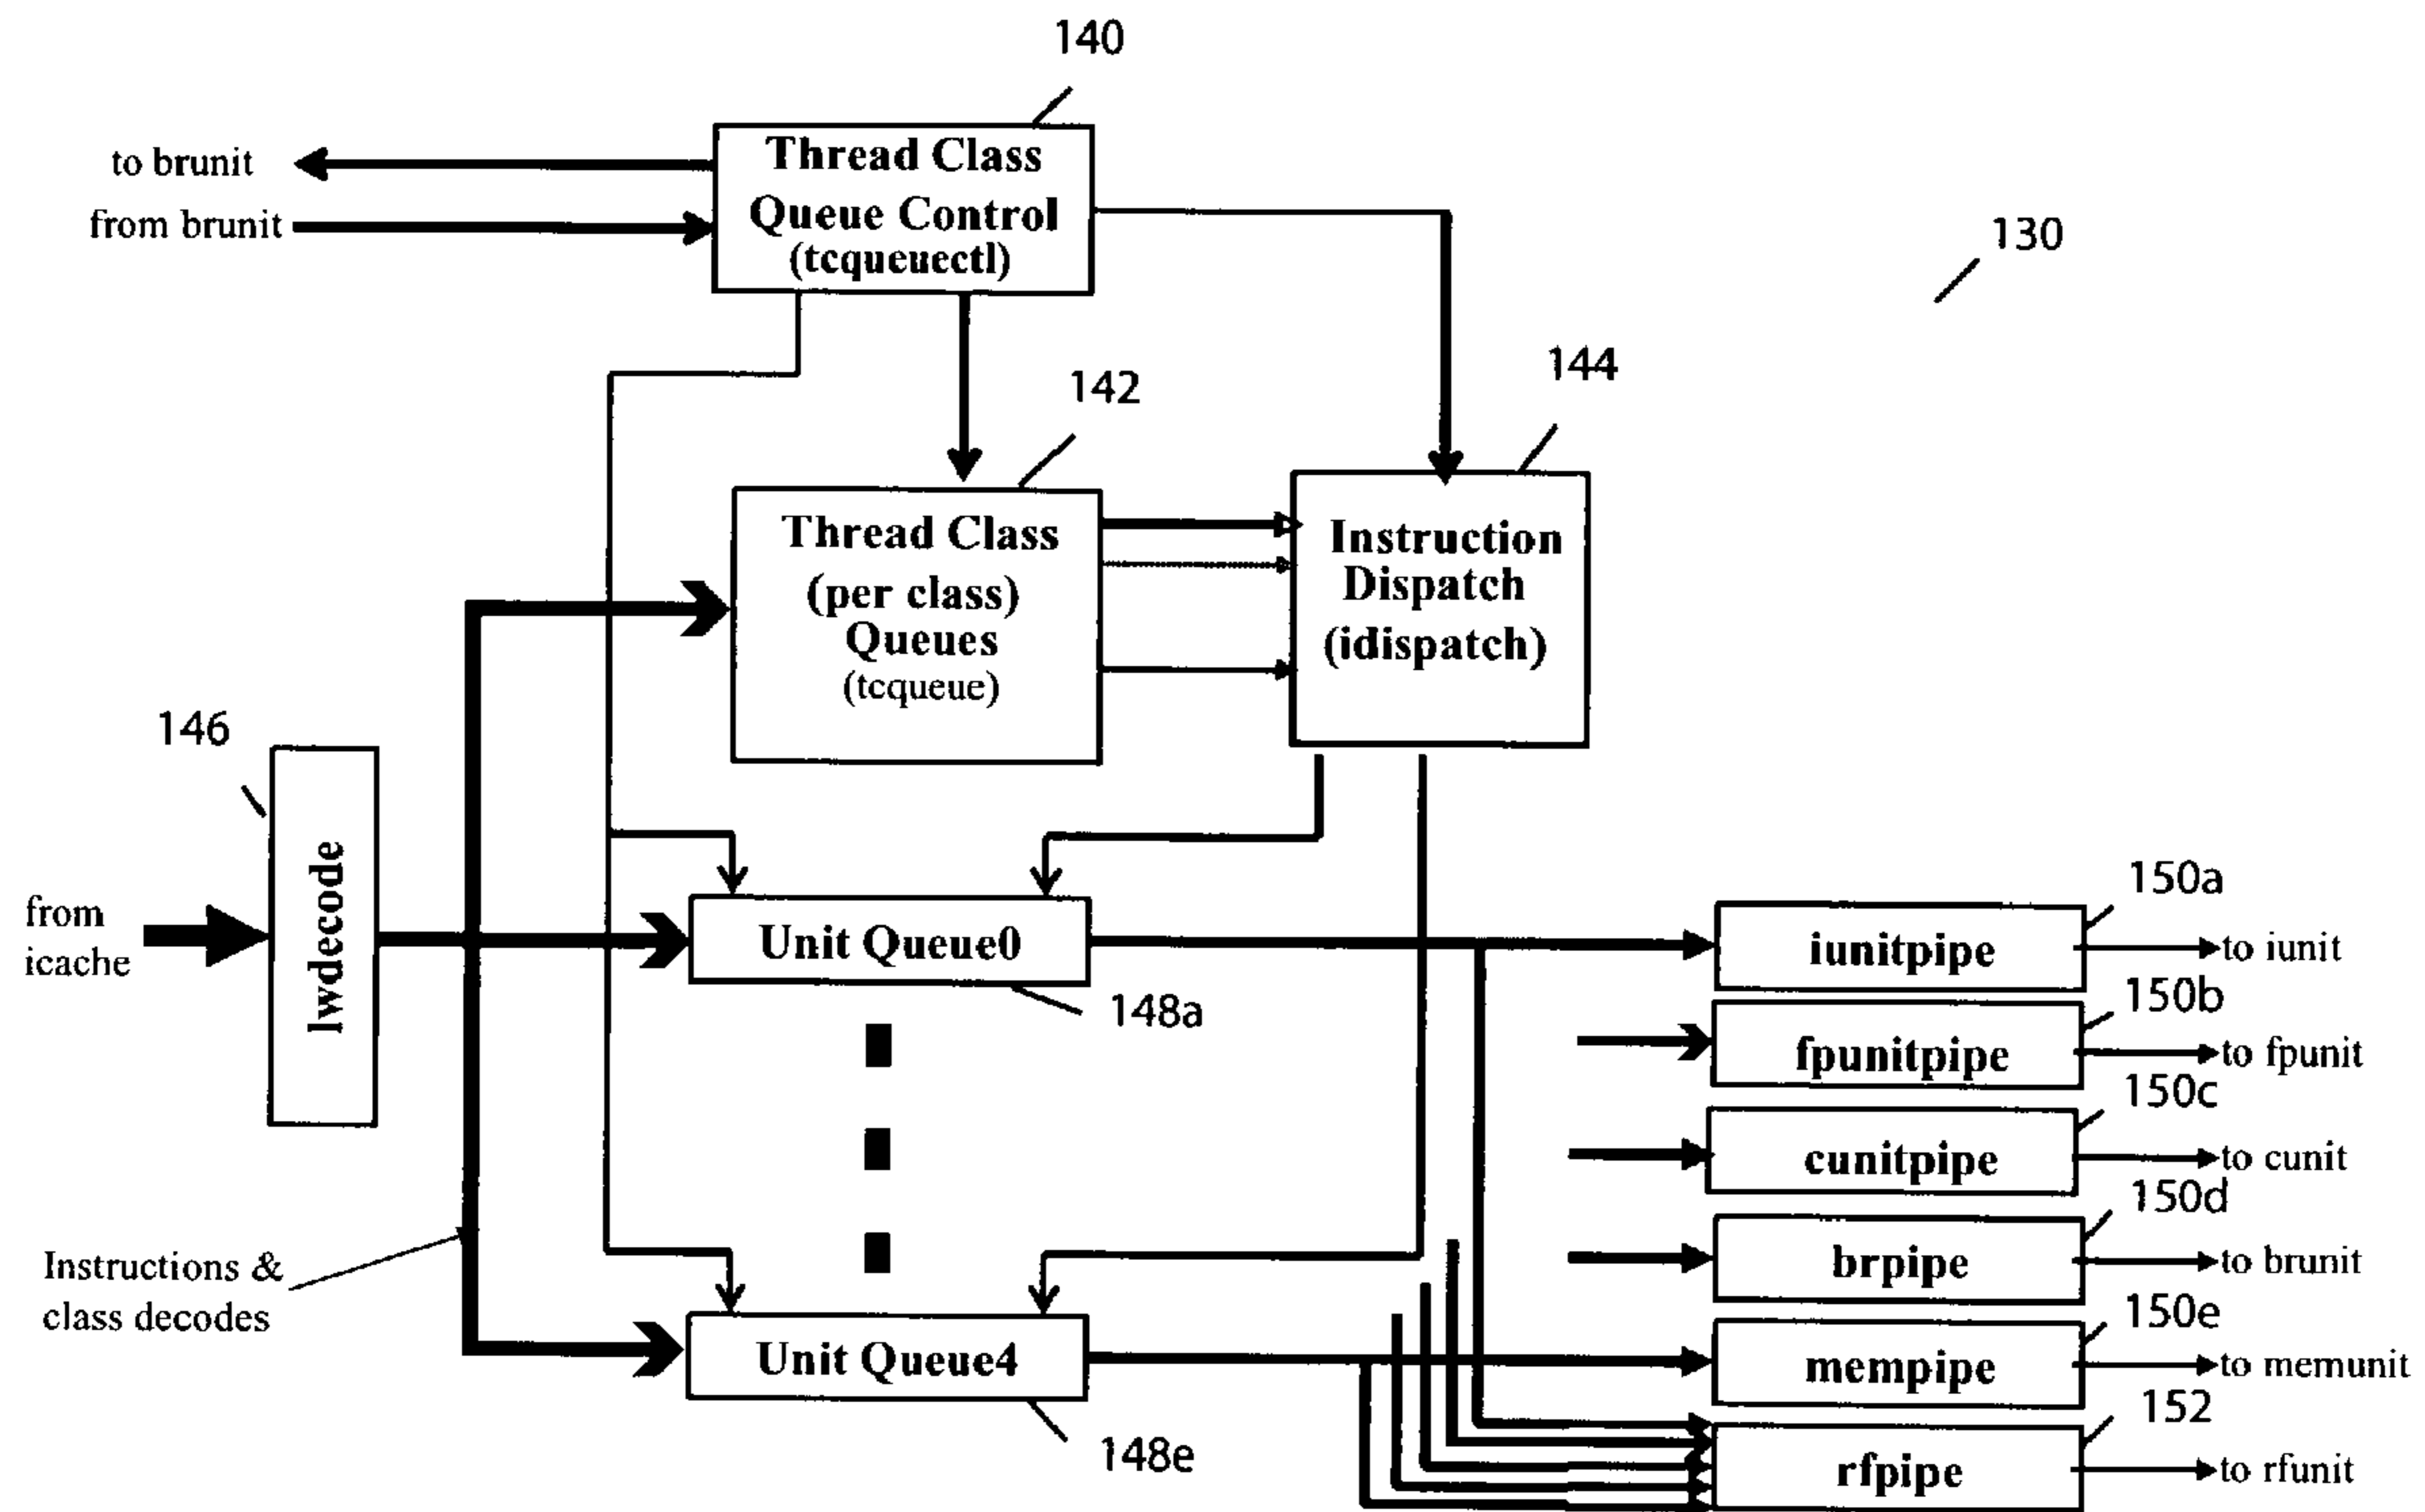 140
to brunit
from brunit
Thread Class
Queue Control
(tcqueuectl)
130
142
144
Thread Class
(per class)
Queues
(tcqueue)
Instruction
Dispatch
(idispatch)
146
from
icache
lwdecode
Instructions &
class decodes
Unit Queue0
148a
Unit Queue4
148e
150a
iunitpipe
to iunit
150b
fpunitpipe
to fpunit
150c
cunitpipe
to cunit
150d
brpipe
to brunit
150e
mempipe
to memunit
152
rfpipe
to rfunit